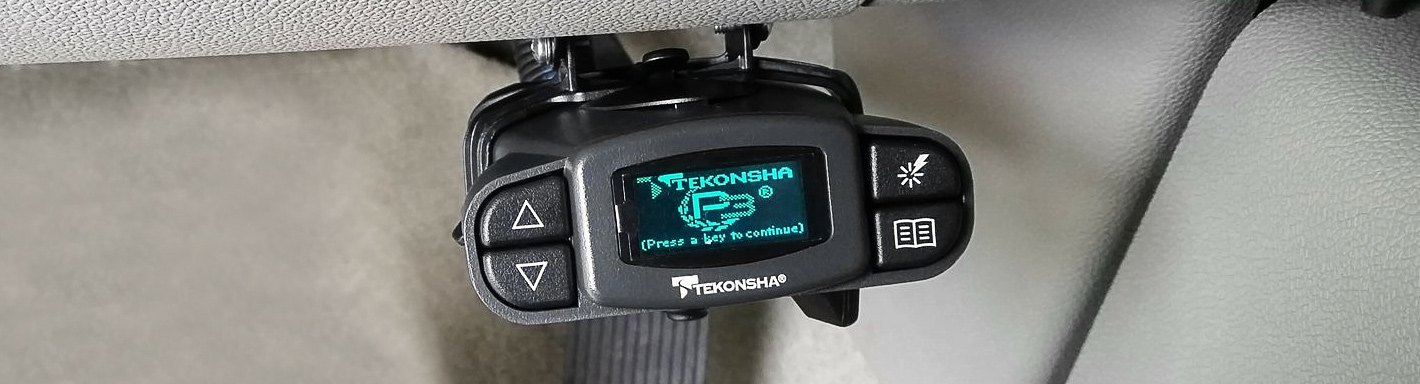 TEKONSHA
P3®
(Press a key to continue)
TEKONSHA®